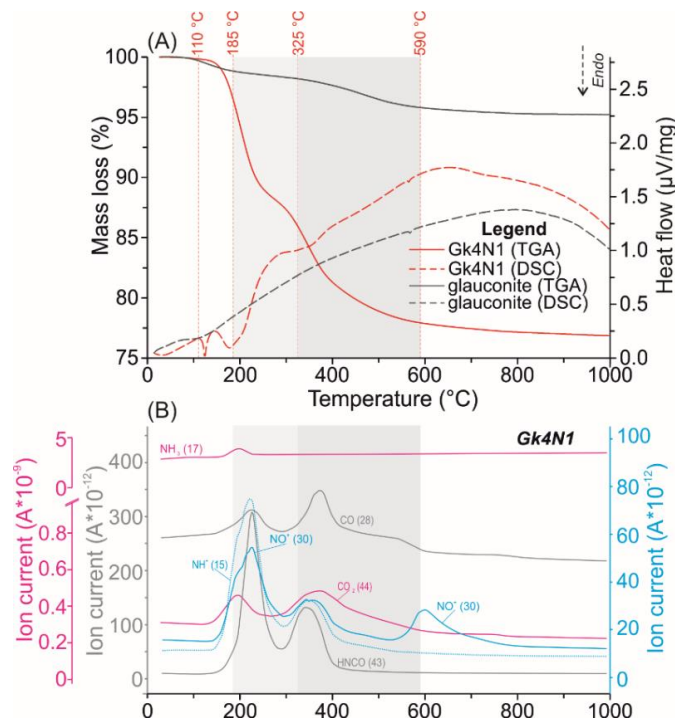 (A)
110 °C
185 °C
325 °C
590 °C
Endo
100
95
90
85
80
75
Mass loss (%)
2.5
2.0
1.5
1.0
0.5
0.0
Heat flow (µV/mg)
Legend
Gk4N1 (TGA)
Gk4N1 (DSC)
glauconite (TGA)
glauconite (DSC)
0
200
400
600
800
1000
Temperature (°C)
(B)
Gk4N1
5
4
0.8
0.6
0.4
0.2
0
Ion current (A*10⁻⁹)
400
300
200
150
100
50
0
Ion current (A*10⁻¹²)
100
80
60
40
20
0
Ion current (A*10⁻¹²)
NH₃ (17)
CO (28)
NO⁺ (30)
NH⁺ (15)
CO₂ (44)
NO⁺ (30)
HNCO (43)
0
200
400
600
800
1000